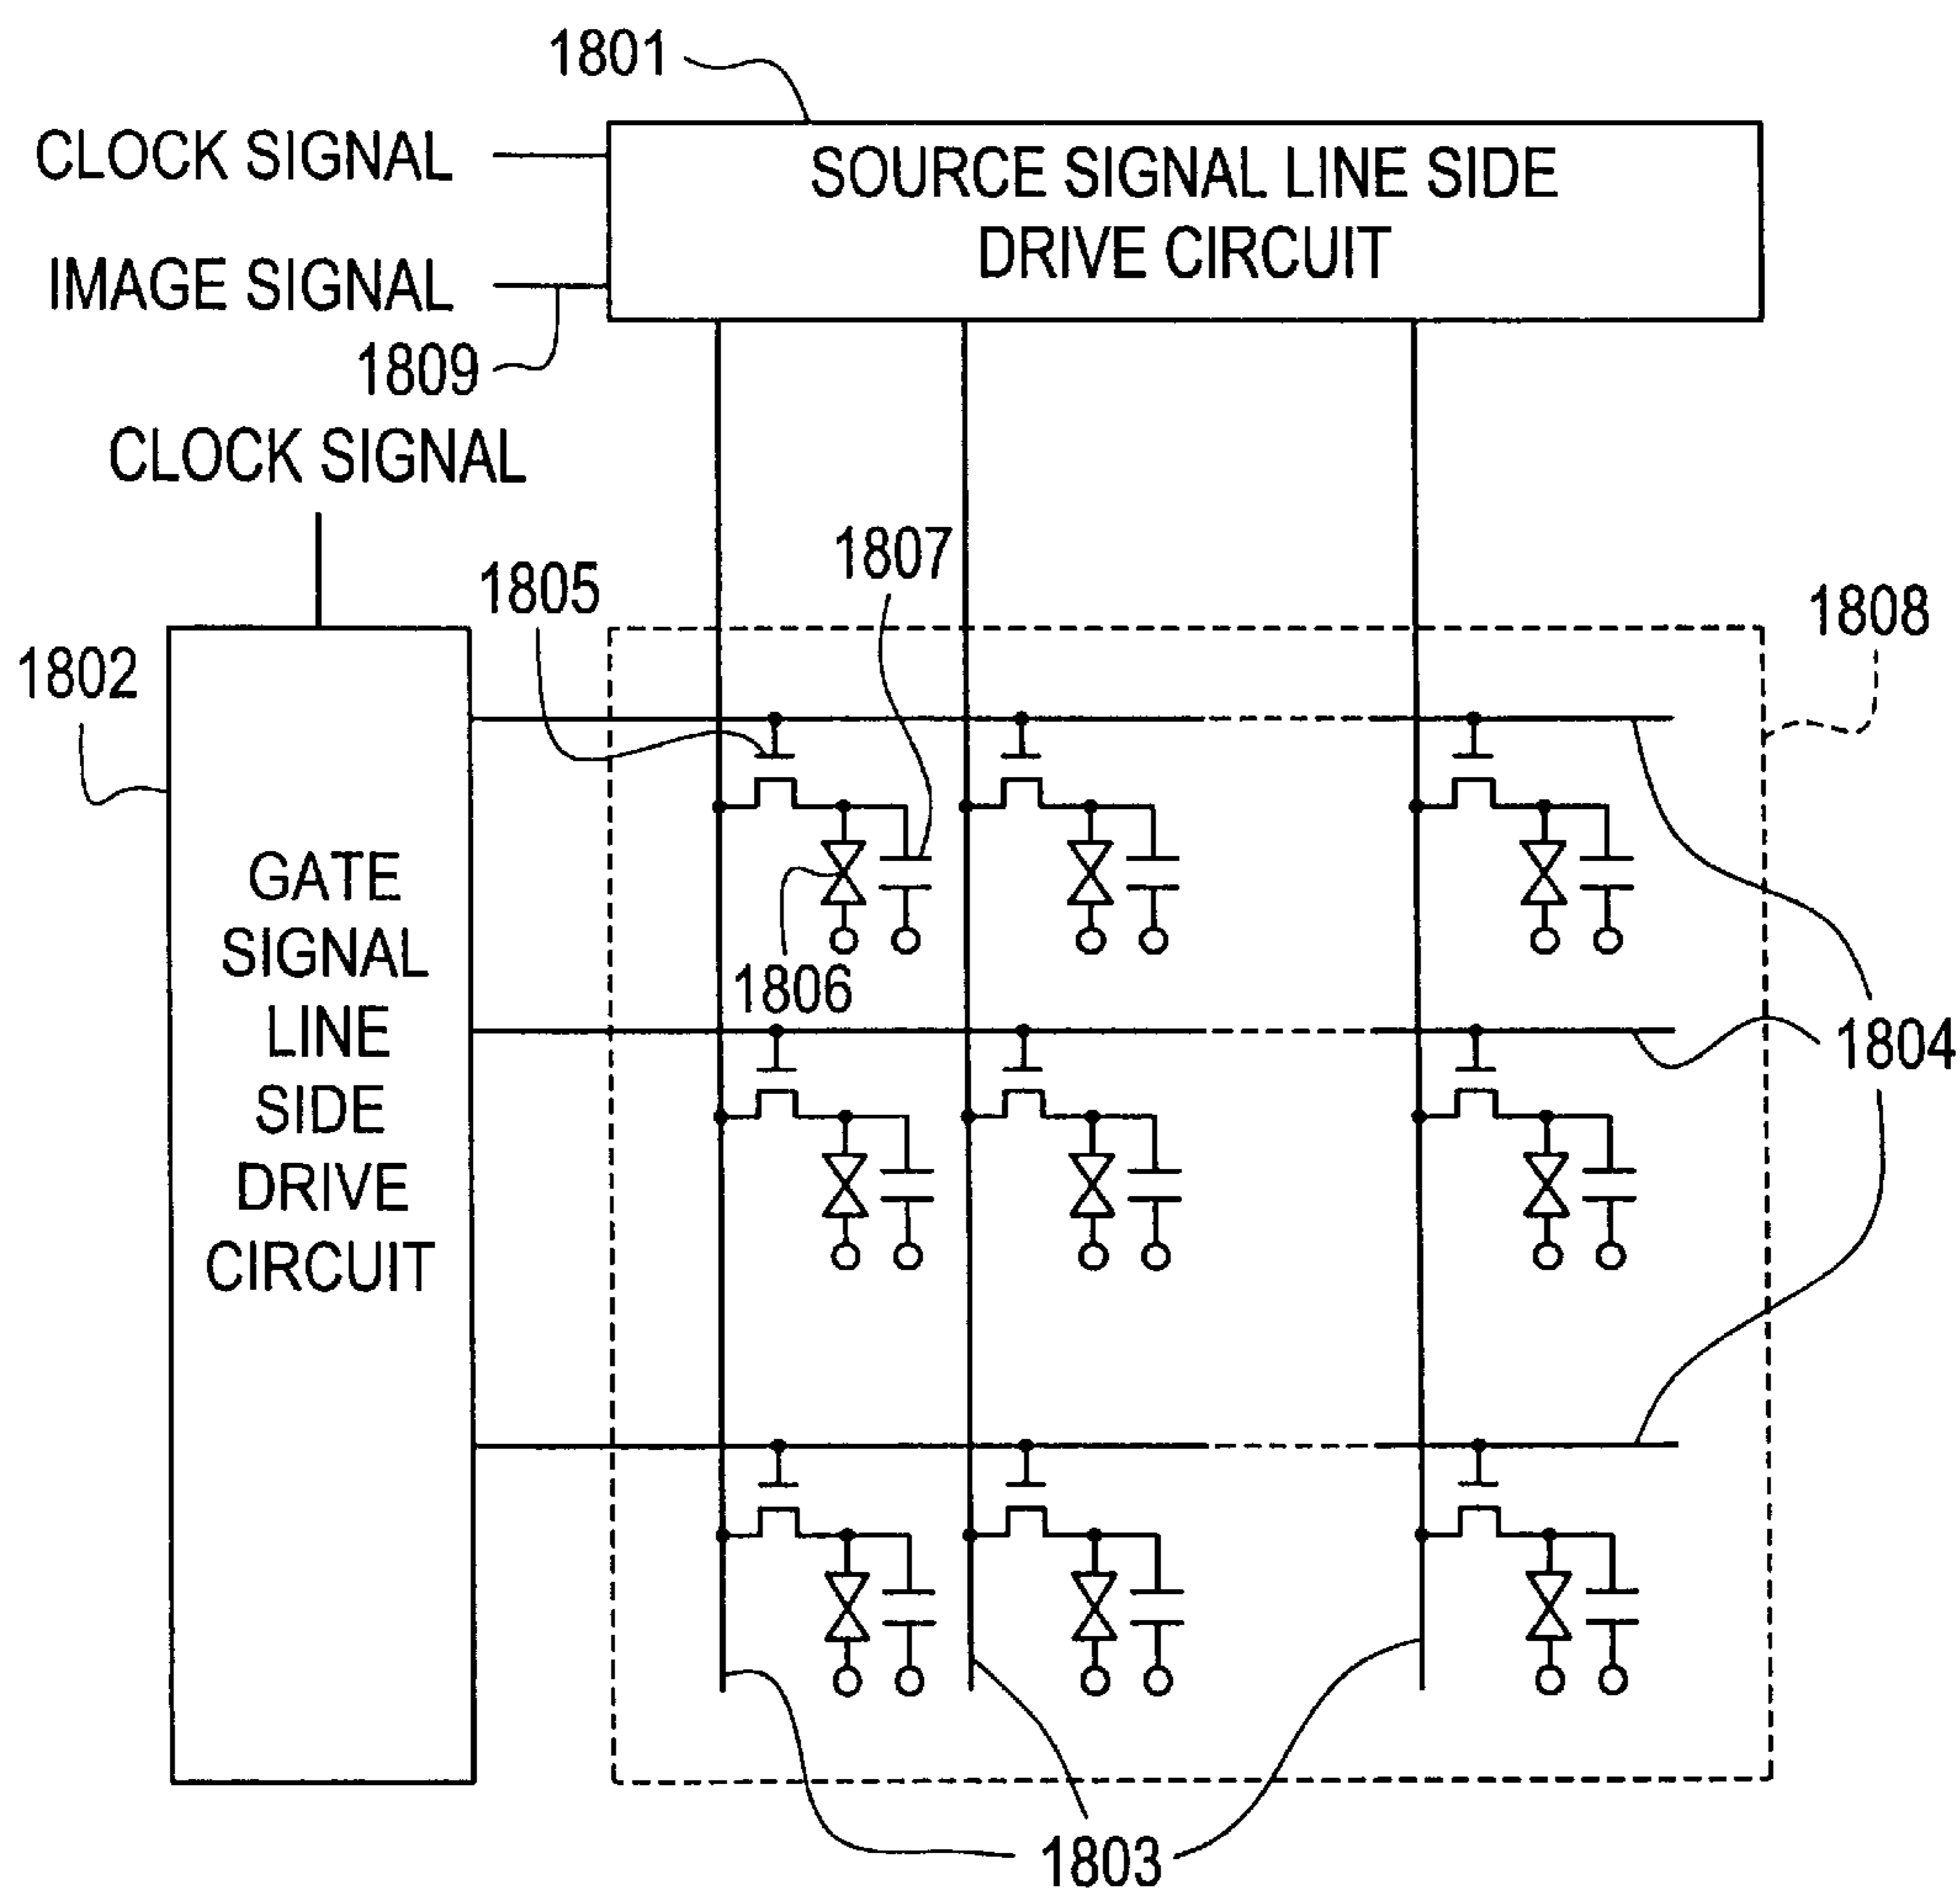 1801
CLOCK SIGNAL
SOURCE SIGNAL LINE SIDE
DRIVE CIRCUIT
IMAGE SIGNAL
1809
CLOCK SIGNAL
1807
1805
1808
1802
GATE
SIGNAL
LINE
SIDE
DRIVE
CIRCUIT
1806
1804
1803